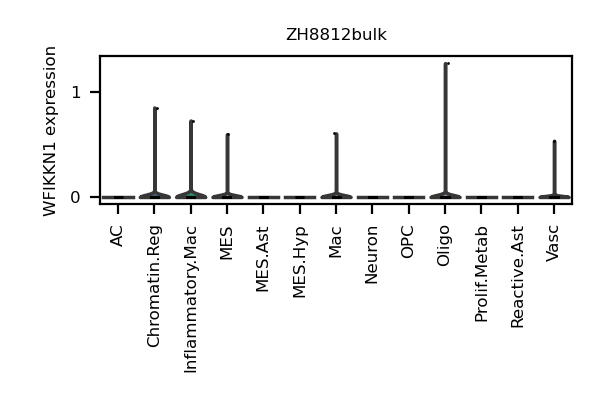 ZH8812bulk
WFIKKN1 expression
1
0
AC
Chromatin.Reg
Inflammatory.Mac
MES
MES.Ast
MES.Hyp
Mac
Neuron
OPC
Oligo
Prolif.Metab
Reactive.Ast
Vasc